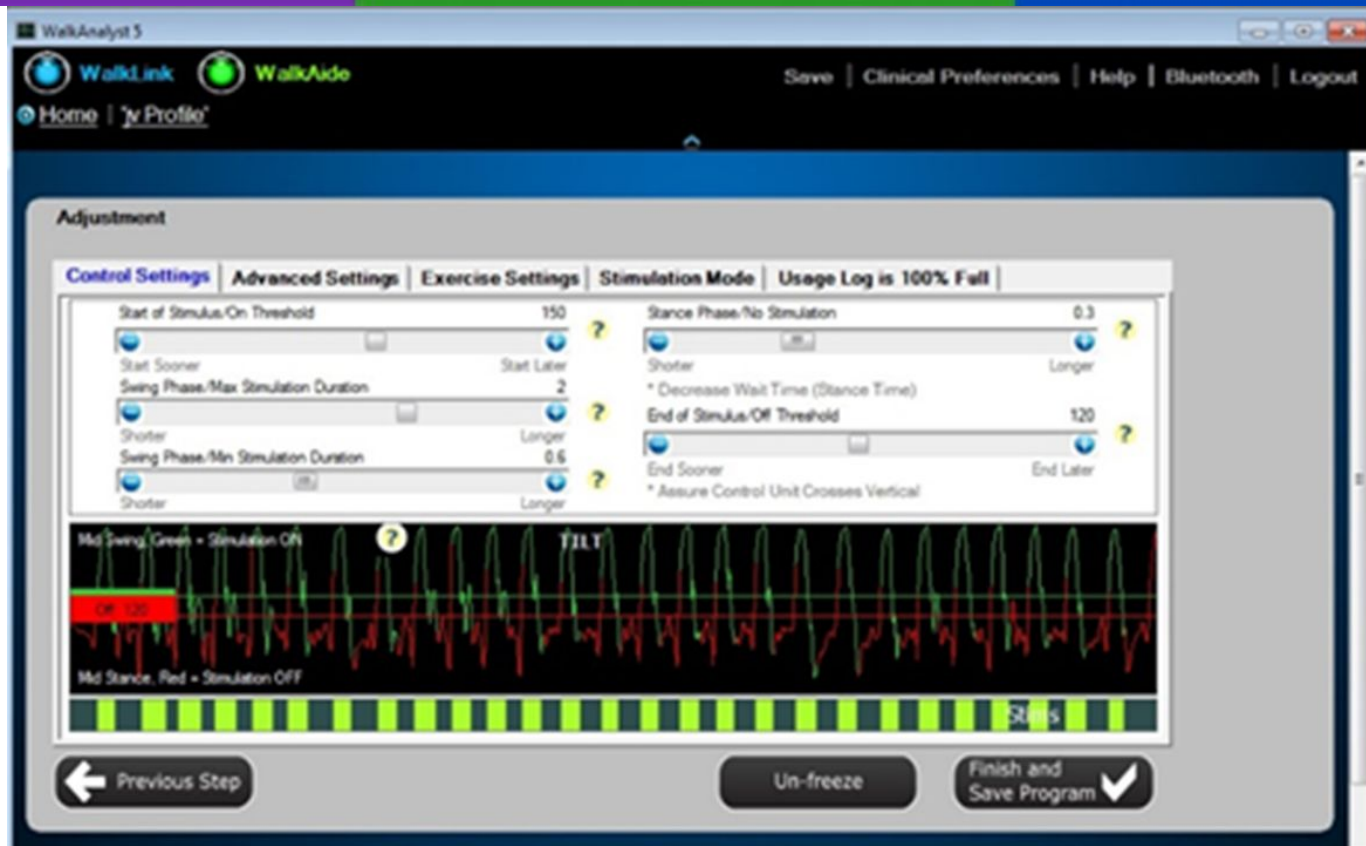 WalkAnalyst 5
WalkLink WalkAide
Save | Clinical Preferences | Help | Bluetooth | Logout
Home | "jv Profile"
Adjustment
Control Settings | Advanced Settings | Exercise Settings | Stimulation Mode | Usage Log is 100% Full |
Start of Stimulus/On Threshold 150 ?
Start Sooner Start Later
Swing Phase/Max Stimulation Duration 2 ?
Shorter Longer
Swing Phase/Min Stimulation Duration 0.6 ?
Shorter Longer
Stance Phase/No Stimulation 0.3 ?
Shorter Longer
* Decrease Wait Time (Stance Time)
End of Stimulus/Off Threshold 120 ?
End Sooner End Later
* Assure Control Unit Crosses Vertical
Mid Swing, Green = Stimulation ON ? TILT
Off 120
Mid Stance, Red = Stimulation OFF
Stims
Previous Step
Un-freeze
Finish and
Save Program